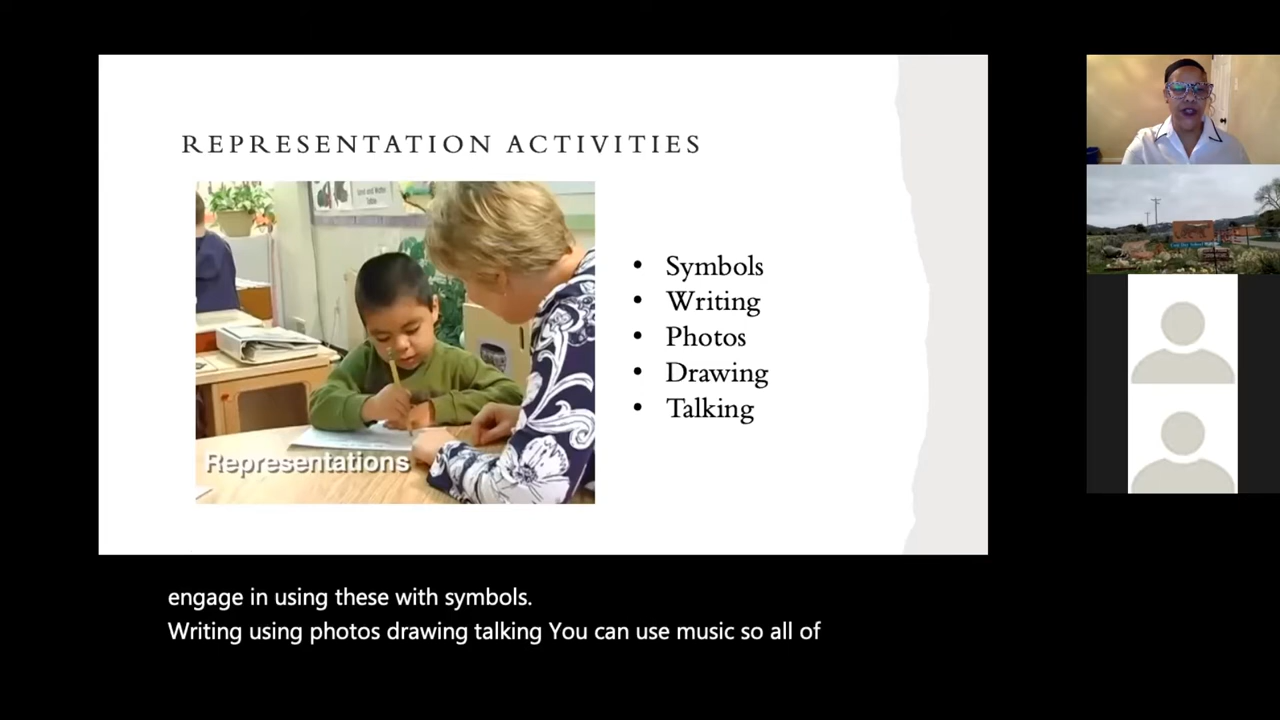 REPRESENTATION ACTIVITIES
• Symbols
• Writing
• Photos
• Drawing
• Talking
Representations
engage in using these with symbols.
Writing using photos drawing talking You can use music so all of